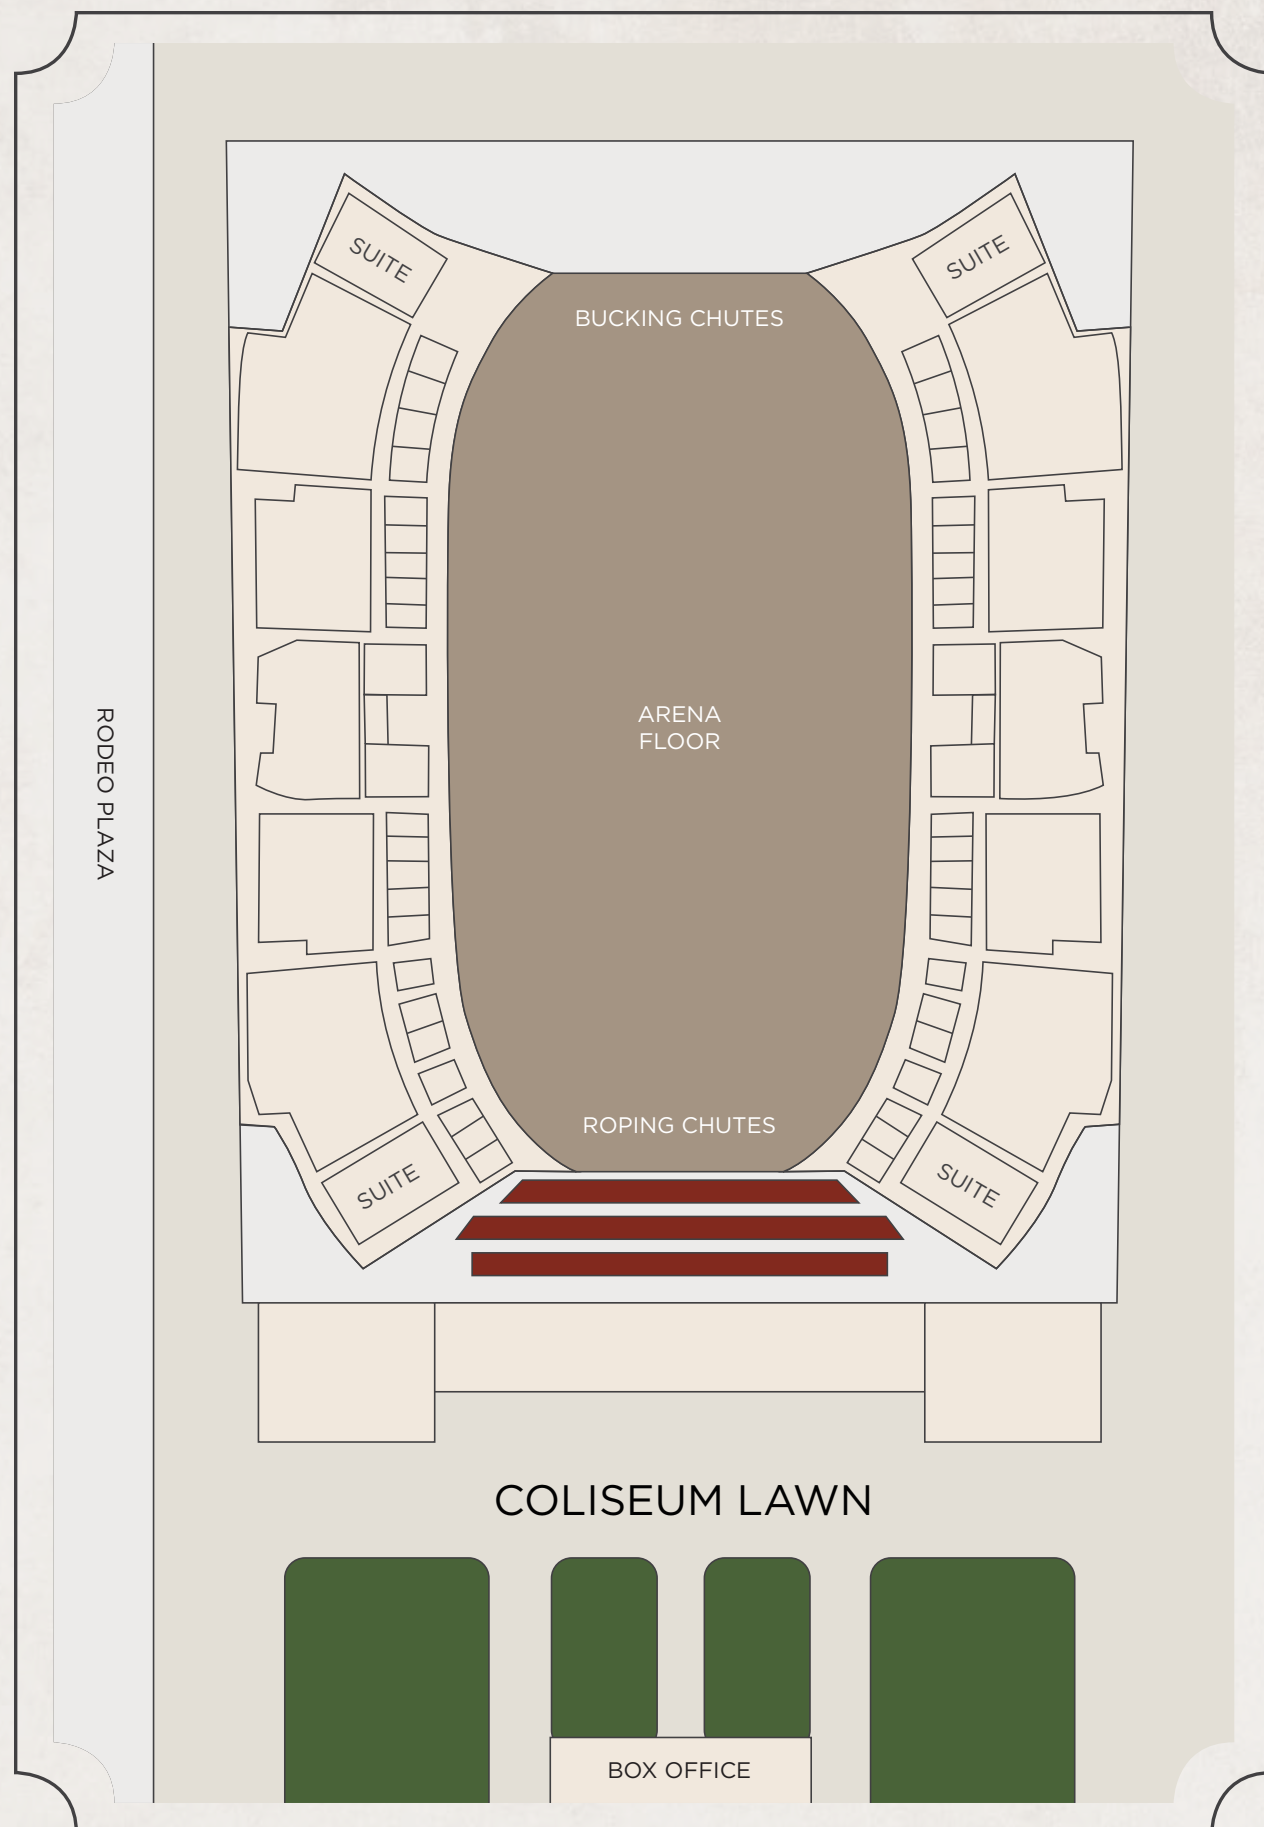 SUITE
SUITE
BUCKING CHUTES
ARENA
FLOOR
RODEO PLAZA
ROPING CHUTES
SUITE
SUITE
COLISEUM LAWN
BOX OFFICE